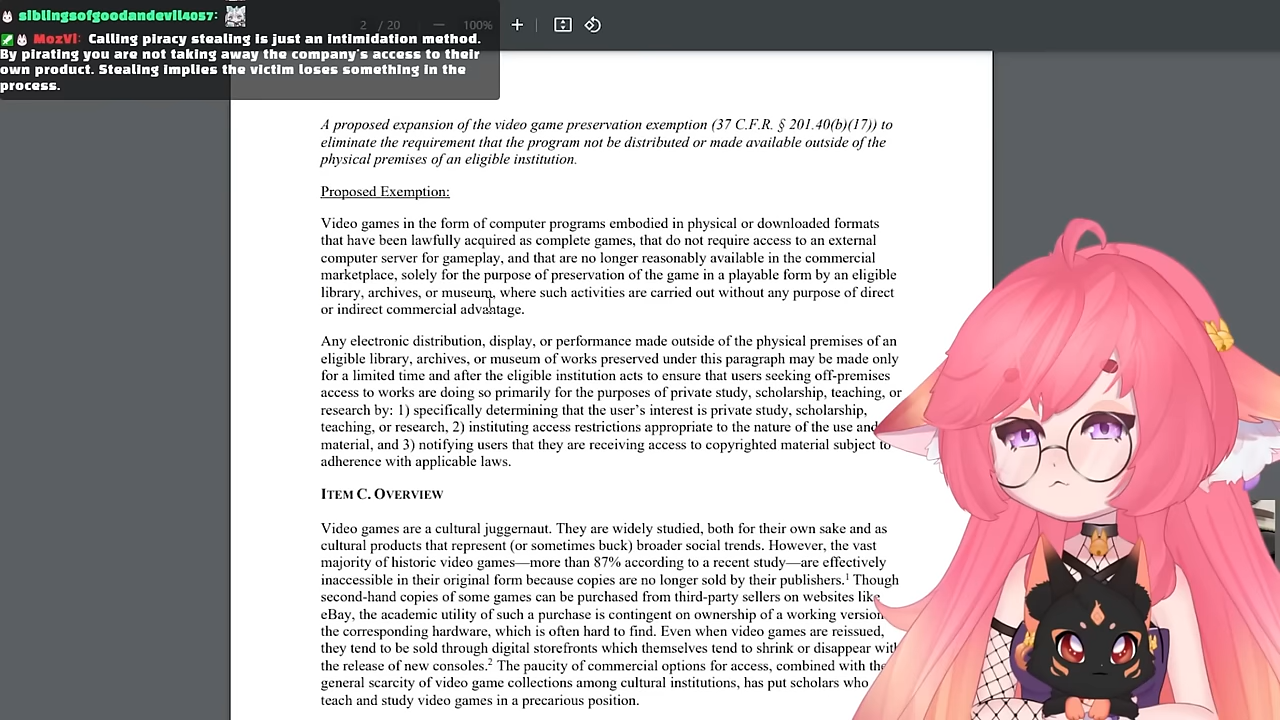 siblingsofgoodandevil4057:
MozVi: Calling piracy stealing is just an intimidation method.
By pirating you are not taking away the company's access to their
own product. Stealing implies the victim loses something in the
process.
2 / 20 — 100% +
A proposed expansion of the video game preservation exemption (37 C.F.R. § 201.40(b)(17)) to
eliminate the requirement that the program not be distributed or made available outside of the
physical premises of an eligible institution.
Proposed Exemption:
Video games in the form of computer programs embodied in physical or downloaded formats
that have been lawfully acquired as complete games, that do not require access to an external
computer server for gameplay, and that are no longer reasonably available in the commercial
marketplace, solely for the purpose of preservation of the game in a playable form by an eligible
library, archives, or museum, where such activities are carried out without any purpose of direct
or indirect commercial advantage.
Any electronic distribution, display, or performance made outside of the physical premises of an
eligible library, archives, or museum of works preserved under this paragraph may be made only
for a limited time and after the eligible institution acts to ensure that users seeking off-premises
access to works are doing so primarily for the purposes of private study, scholarship, teaching, or
research by: 1) specifically determining that the user's interest is private study, scholarship,
teaching, or research, 2) instituting access restrictions appropriate to the nature of the use and
material, and 3) notifying users that they are receiving access to copyrighted material subject to
adherence with applicable laws.
ITEM C. OVERVIEW
Video games are a cultural juggernaut. They are widely studied, both for their own sake and as
cultural products that represent (or sometimes buck) broader social trends. However, the vast
majority of historic video games—more than 87% according to a recent study—are effectively
inaccessible in their original form because copies are no longer sold by their publishers.1 Though
second-hand copies of some games can be purchased from third-party sellers on websites like
eBay, the academic utility of such a purchase is contingent on ownership of a working version
the corresponding hardware, which is often hard to find. Even when video games are reissued,
they tend to be sold through digital storefronts which themselves tend to shrink or disappear with
the release of new consoles.2 The paucity of commercial options for access, combined with the
general scarcity of video game collections among cultural institutions, has put scholars who
teach and study video games in a precarious position.